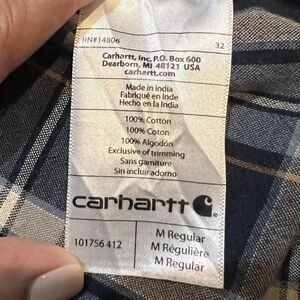 RN#14806 32
Carhartt, Inc. P.O. Box 600
Dearborn, MI 48121 USA
carhartt.com
Made in India
Fabriqué en Inde
Hecho en la India
100% Cotton
100% Coton
100% Algodón
Exclusive of trimming
Sans garniture
Sin incluir adorno
carhartt
101756 412
M Regular
M Régulière
M Regular